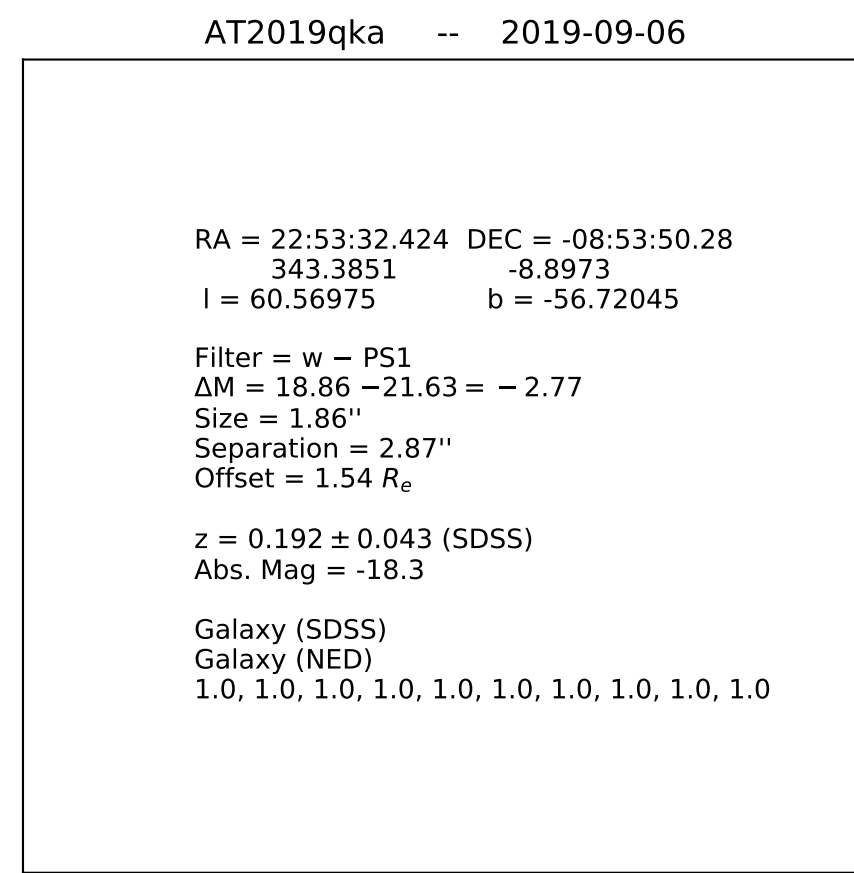 AT2019qka -- 2019-09-06
RA = 22:53:32.424 DEC = -08:53:50.28
343.3851 -8.8973
l = 60.56975 b = -56.72045
Filter = w − PS1
ΔM = 18.86 −21.63 = − 2.77
Size = 1.86''
Separation = 2.87''
Offset = 1.54 Rₑ
z = 0.192 ± 0.043 (SDSS)
Abs. Mag = -18.3
Galaxy (SDSS)
Galaxy (NED)
1.0, 1.0, 1.0, 1.0, 1.0, 1.0, 1.0, 1.0, 1.0, 1.0